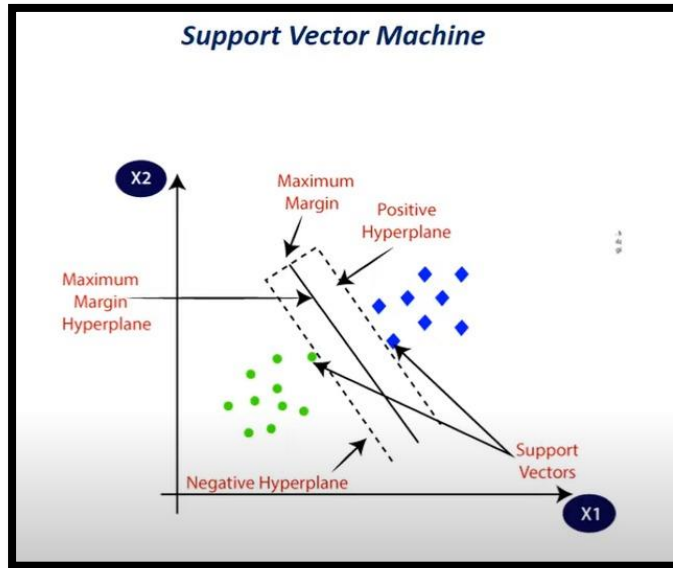 Support Vector Machine
X2
Maximum
Margin
Positive
Hyperplane
Maximum
Margin
Hyperplane
Support
Vectors
Negative Hyperplane
X1